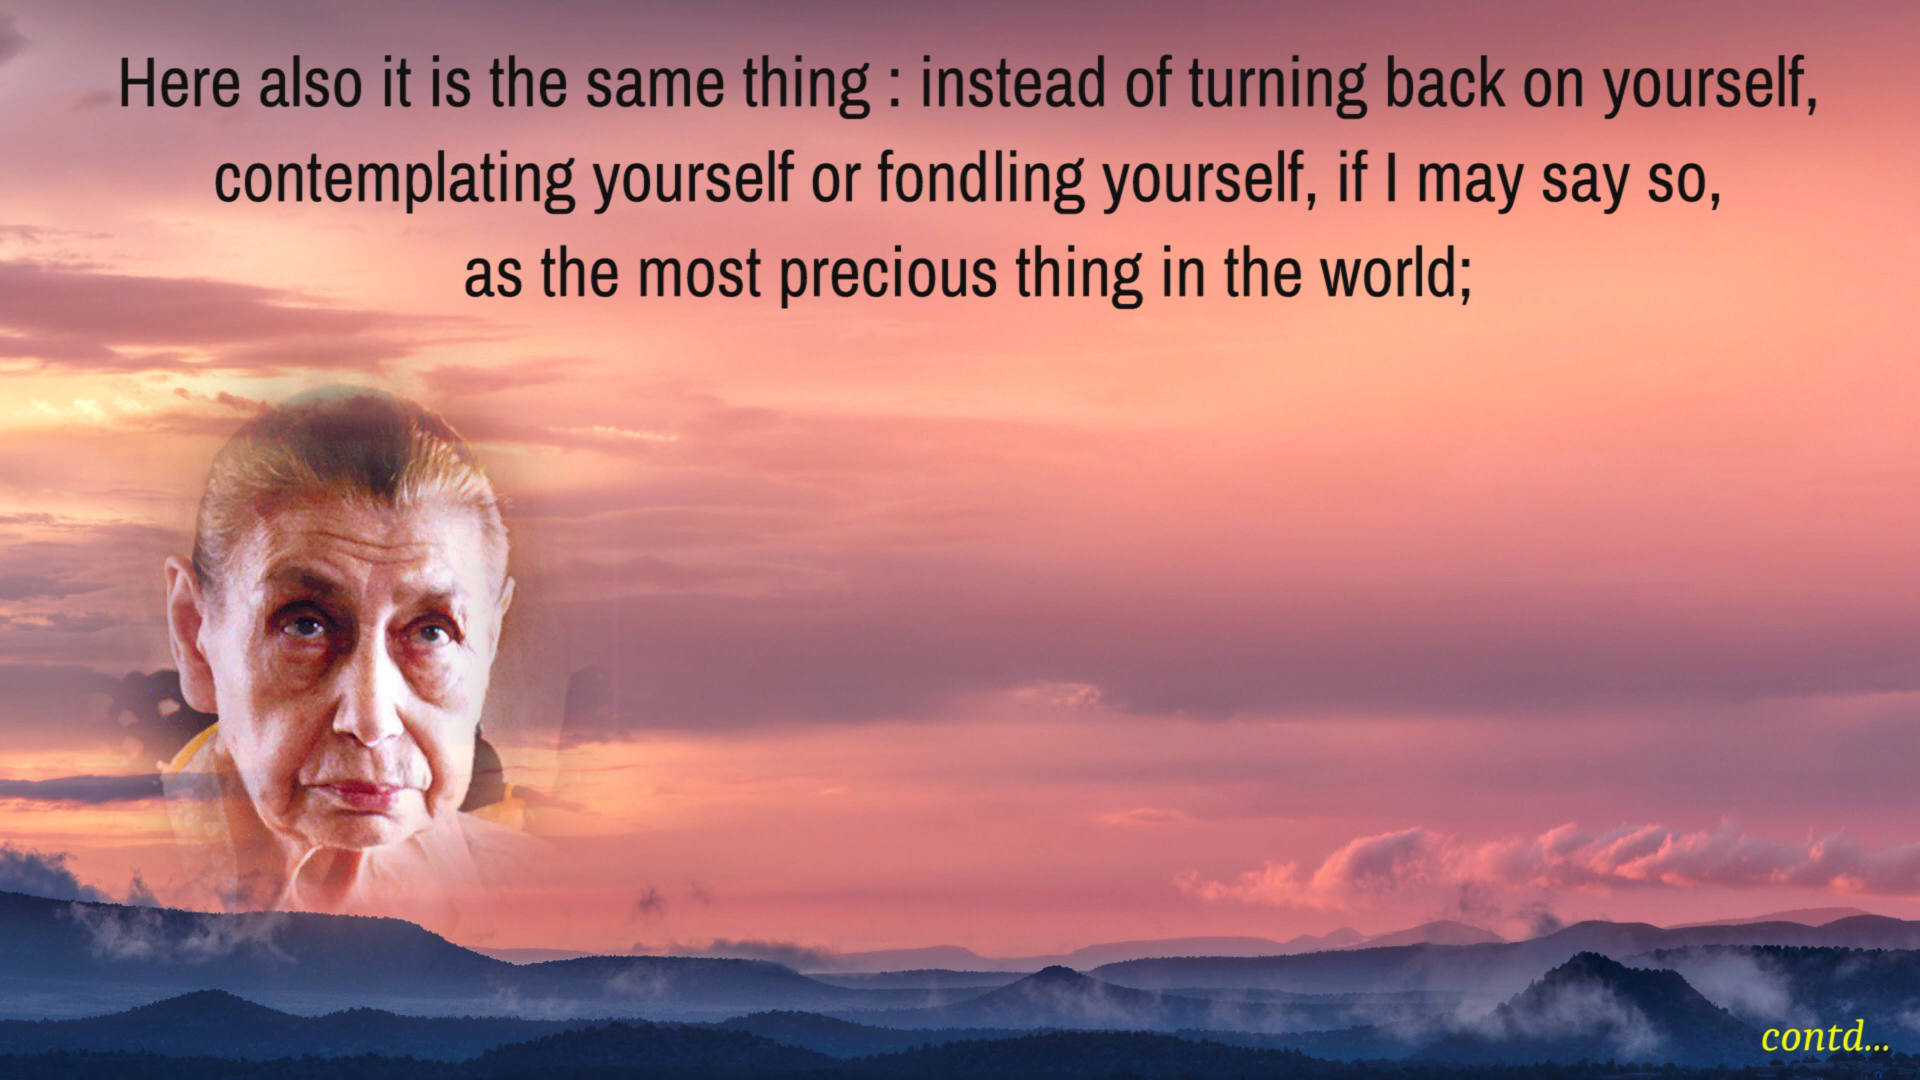 Here also it is the same thing : instead of turning back on yourself,
contemplating yourself or fondling yourself, if I may say so,
as the most precious thing in the world;
contd...